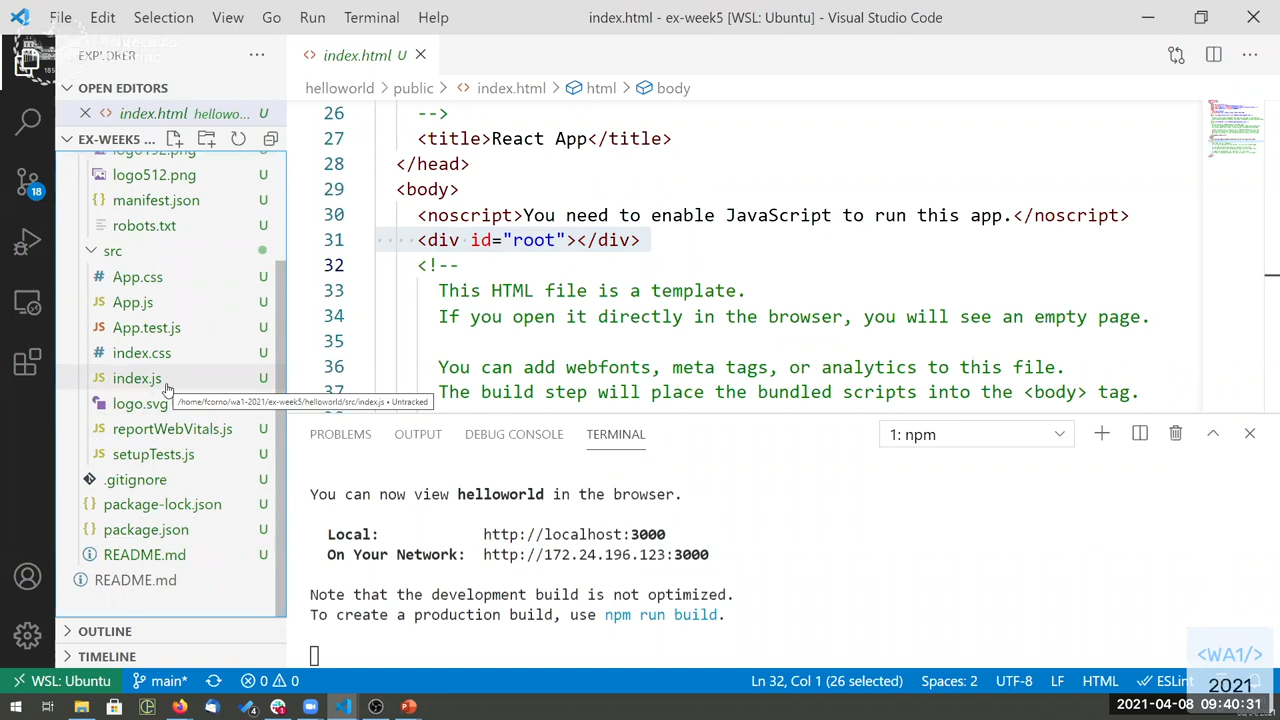 File Edit Selection View Go Run Terminal Help
index.html - ex-week5 [WSL: Ubuntu] - Visual Studio Code
EXPLORER
OPEN EDITORS
index.html hellowo... U
EX-WEEK5 ...
logo192.png U
logo512.png U
manifest.json U
robots.txt U
src
App.css U
App.js U
App.test.js U
index.css U
index.js U
logo.svg
/home/fcorno/wa1-2021/ex-week5/helloworld/src/index.js • Untracked
reportWebVitals.js U
setupTests.js U
.gitignore U
package-lock.json U
package.json U
README.md U
README.md
OUTLINE
TIMELINE
18
index.html U
helloworld > public > index.html > html > body
26 -->
27 <title>React App</title>
28 </head>
29 <body>
30 <noscript>You need to enable JavaScript to run this app.</noscript>
31 <div id="root"></div>
32 <!--
33 This HTML file is a template.
34 If you open it directly in the browser, you will see an empty page.
35
36 You can add webfonts, meta tags, or analytics to this file.
37 The build step will place the bundled scripts into the <body> tag.
PROBLEMS OUTPUT DEBUG CONSOLE TERMINAL
1: npm
You can now view helloworld in the browser.
Local: http://localhost:3000
On Your Network: http://172.24.196.123:3000
Note that the development build is not optimized.
To create a production build, use npm run build.
<WA1/>
2021
WSL: Ubuntu main* 0 0 Ln 32, Col 1 (26 selected) Spaces: 2 UTF-8 LF HTML ESLint
2021-04-08 09:40:31